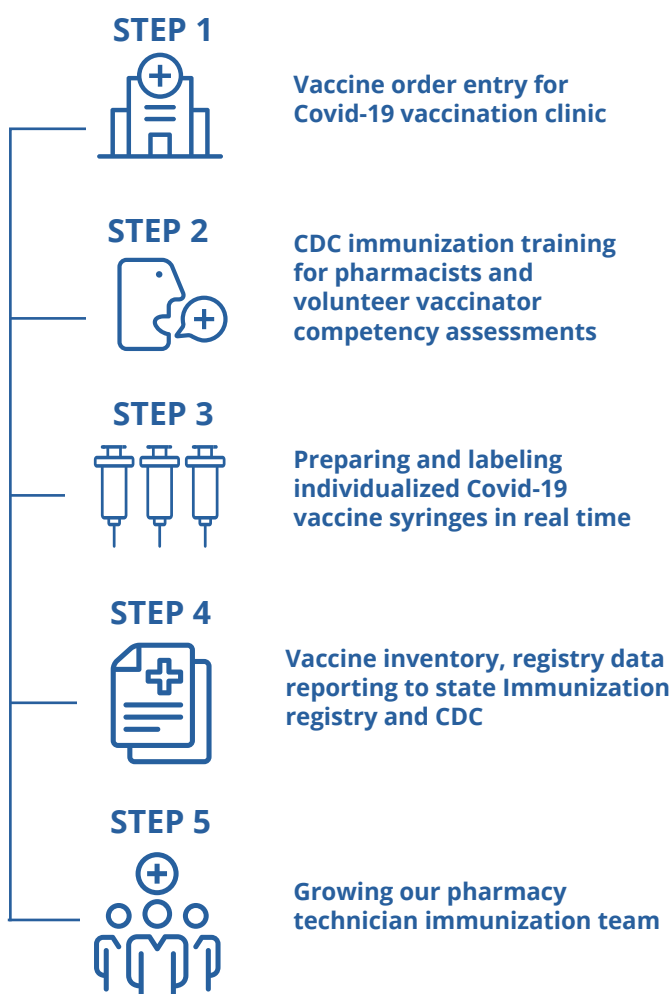 STEP 1
Vaccine order entry for
Covid-19 vaccination clinic
STEP 2
CDC immunization training
for pharmacists and
volunteer vaccinator
competency assessments
STEP 3
Preparing and labeling
individualized Covid-19
vaccine syringes in real time
STEP 4
Vaccine inventory, registry data
reporting to state Immunization
registry and CDC
STEP 5
Growing our pharmacy
technician immunization team